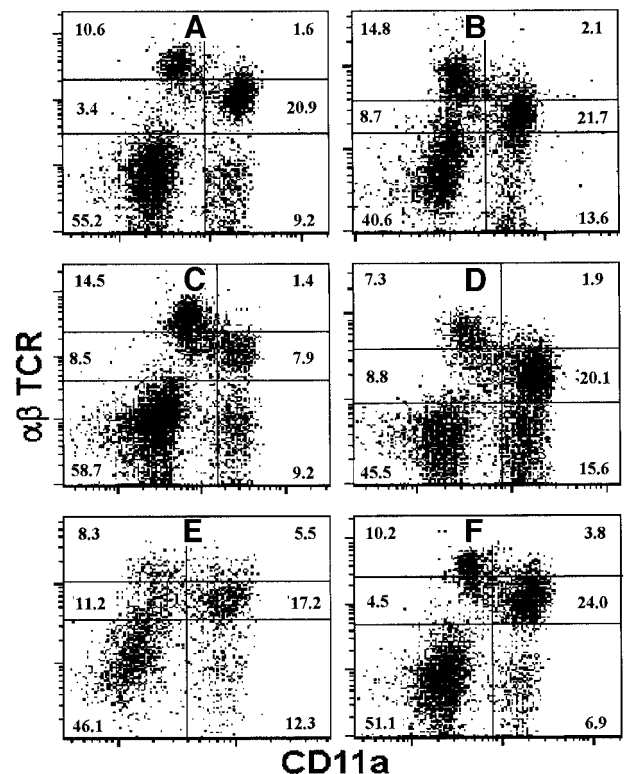 10.6 A 1.6
3.4 20.9
55.2 9.2
14.8 B 2.1
8.7 21.7
40.6 13.6
14.5 C 1.4
8.5 7.9
58.7 9.2
7.3 D 1.9
8.8 20.1
45.5 15.6
8.3 E 5.5
11.2 17.2
46.1 12.3
10.2 F 3.8
4.5 24.0
51.1 6.9
αβ TCR
CD11a